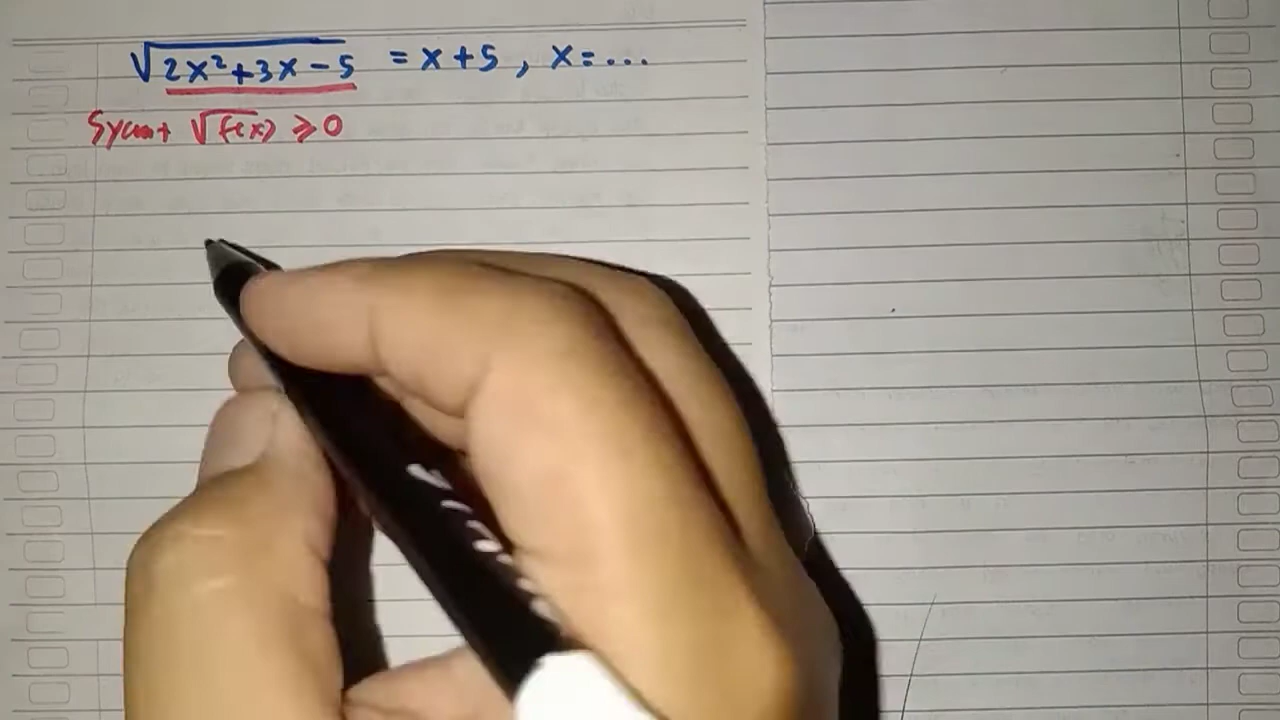 √2x²+3x-5 = x+5, x=...
Syarat √f(x) ≥ 0